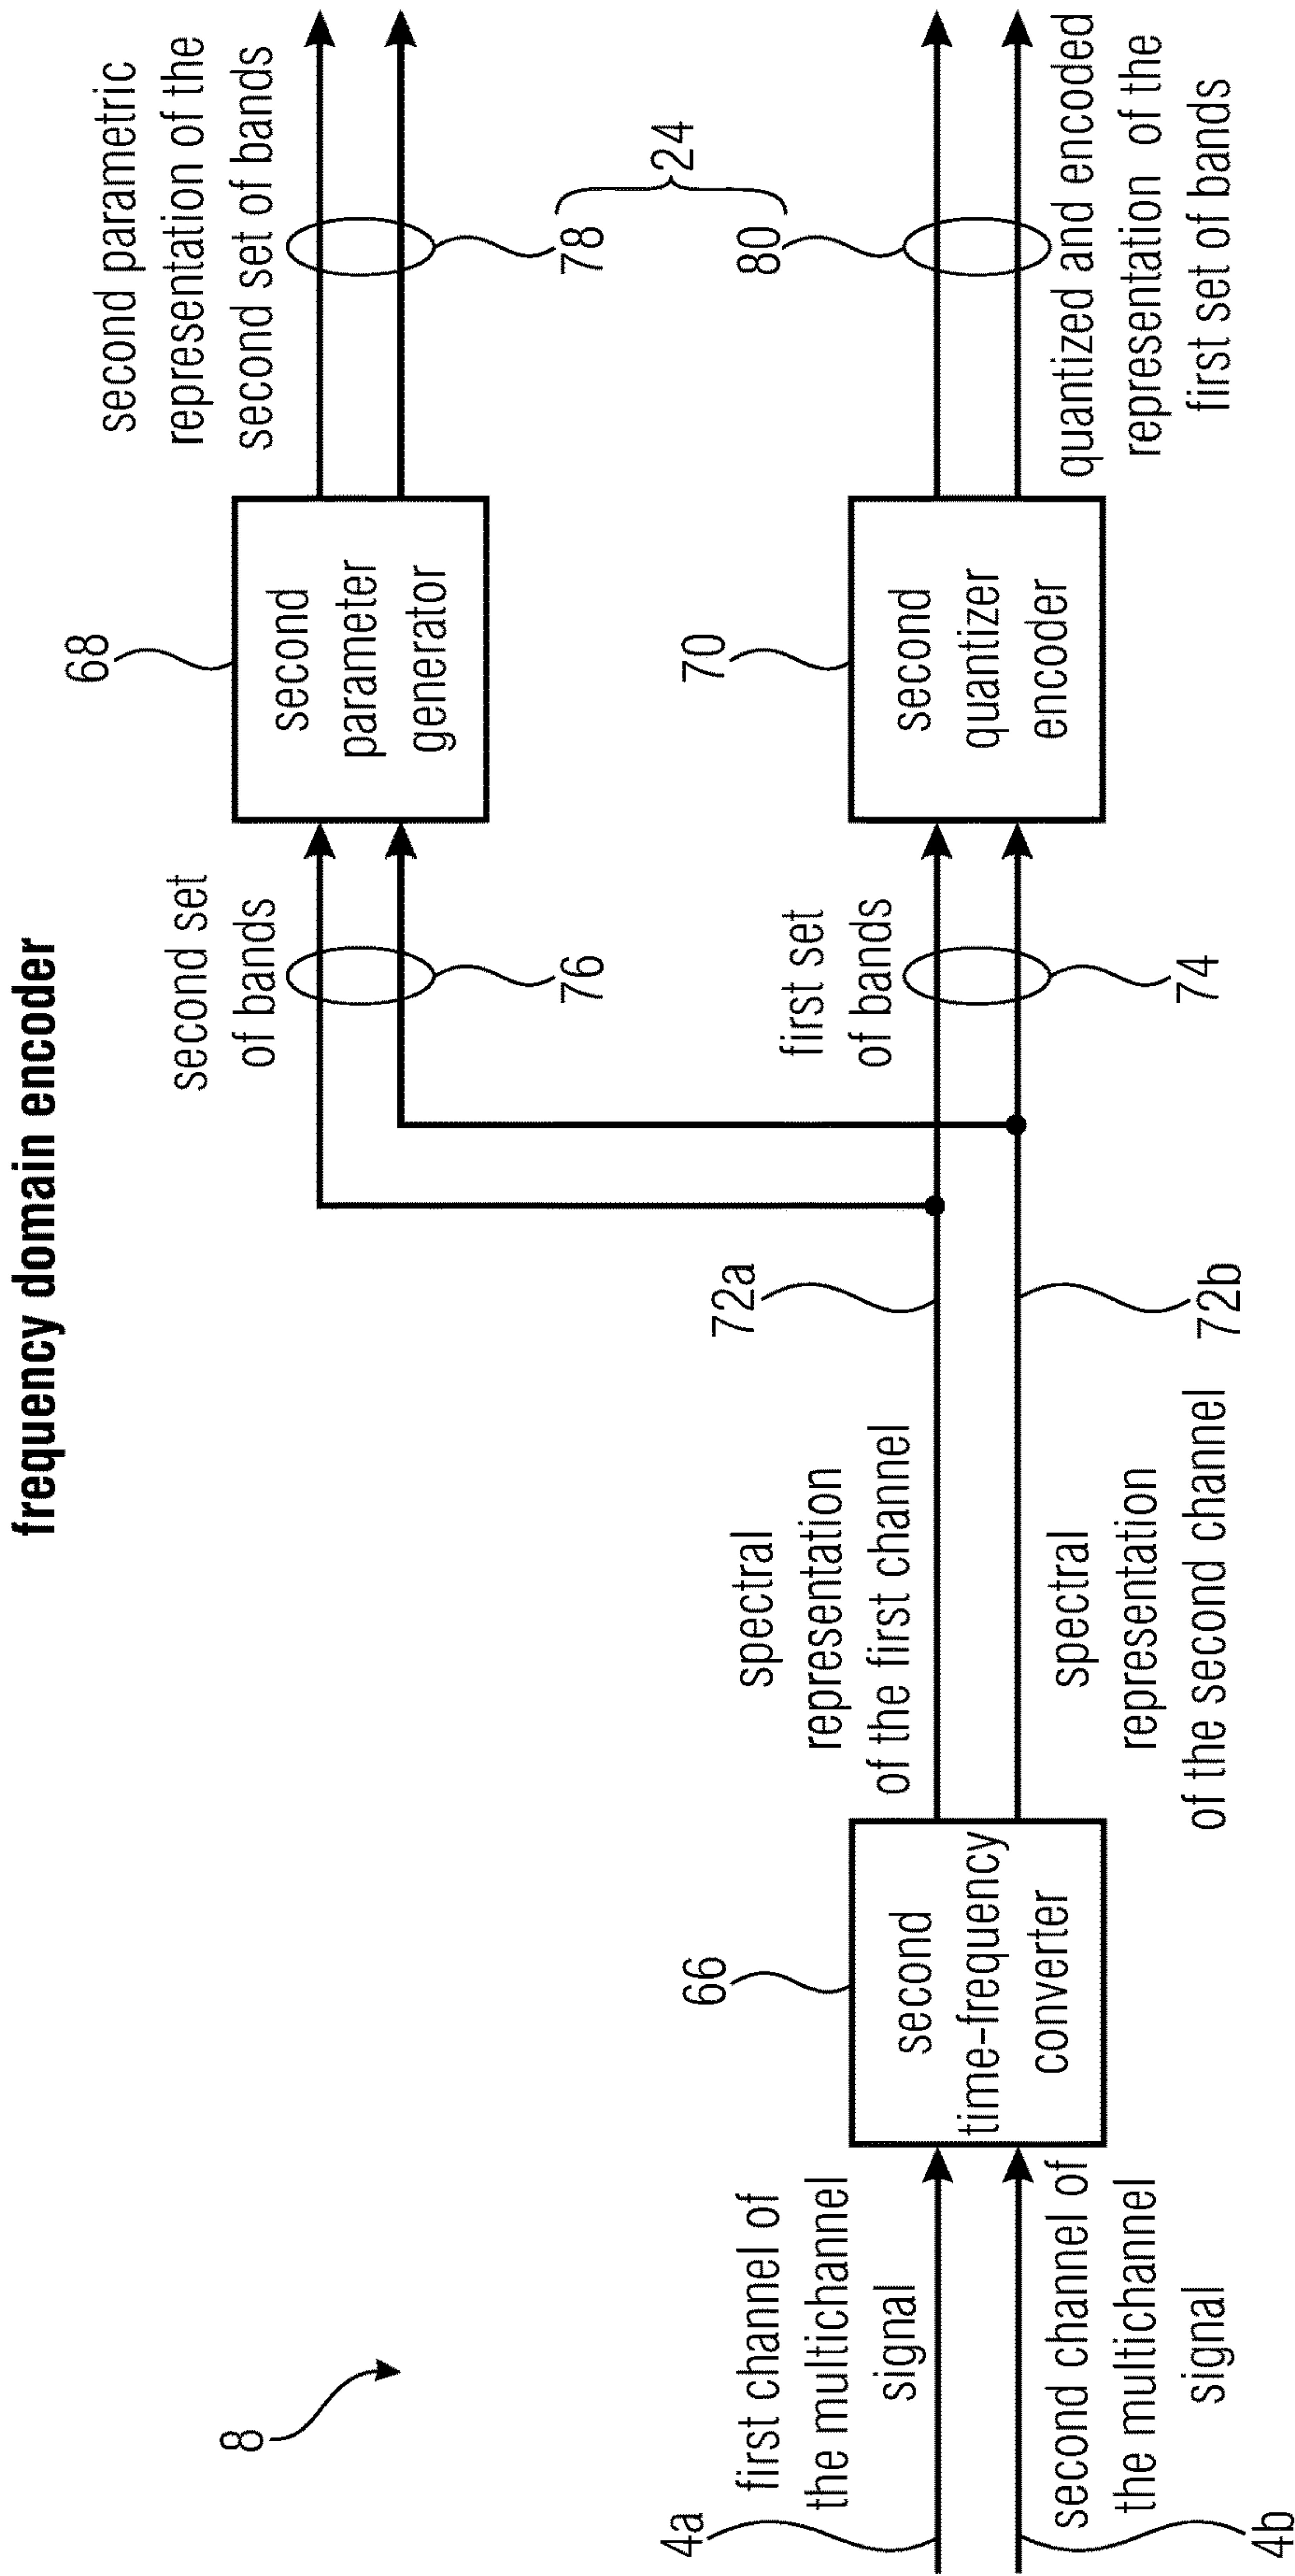 frequency domain encoder
8
4a
first channel of
the multichannel
signal
second channel of
the multichannel
signal
4b
66
second
time-frequency
converter
spectral
representation
of the first channel
72a
spectral
representation
of the second channel
72b
second set
of bands
76
first set
of bands
74
68
second
parameter
generator
70
second
quantizer
encoder
second parametric
representation of the
second set of bands
78
80
24
quantized and encoded
representation of the
first set of bands